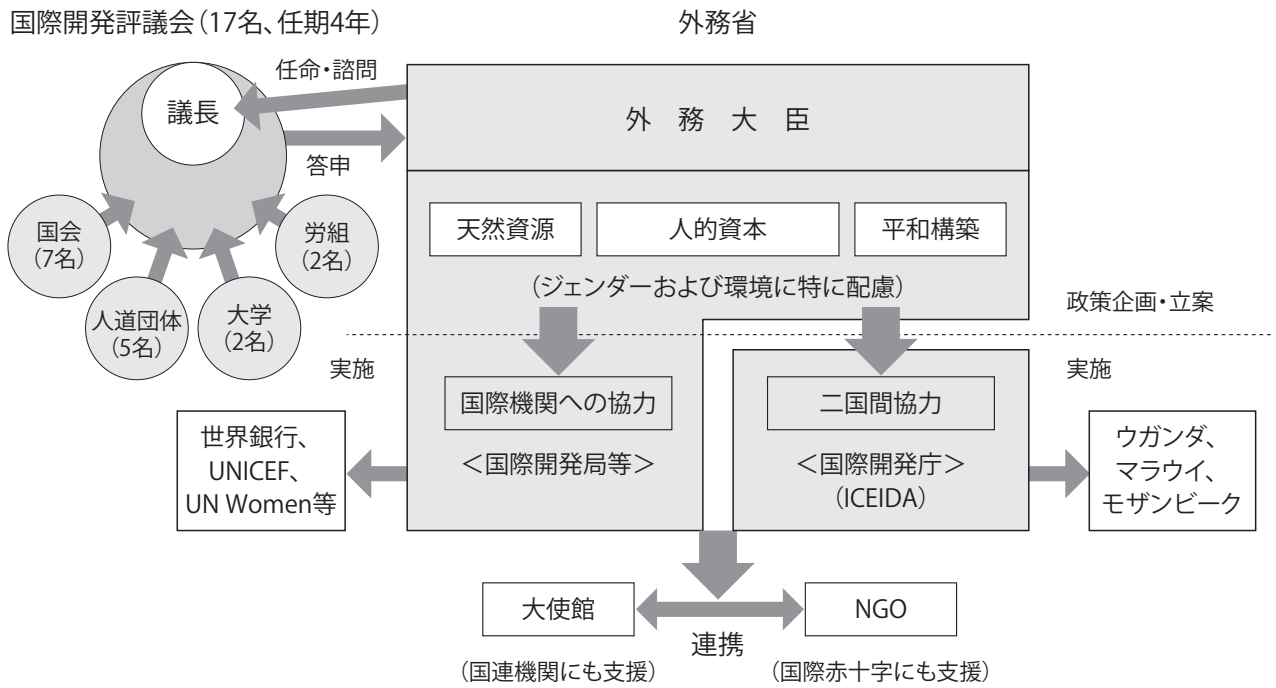 国際開発評議会（17名、任期4年）
外務省
任命・諮問
議長
外務大臣
答申
国会
（7名）
労組
（2名）
人道団体
（5名）
大学
（2名）
天然資源
人的資本
平和構築
（ジェンダーおよび環境に特に配慮）
政策企画・立案
実施
実施
国際機関への協力
二国間協力
世界銀行、
UNICEF、
UN Women等
＜国際開発局等＞
＜国際開発庁＞
（ICEIDA）
ウガンダ、
マラウイ、
モザンビーク
大使館
NGO
連携
（国連機関にも支援）
（国際赤十字にも支援）